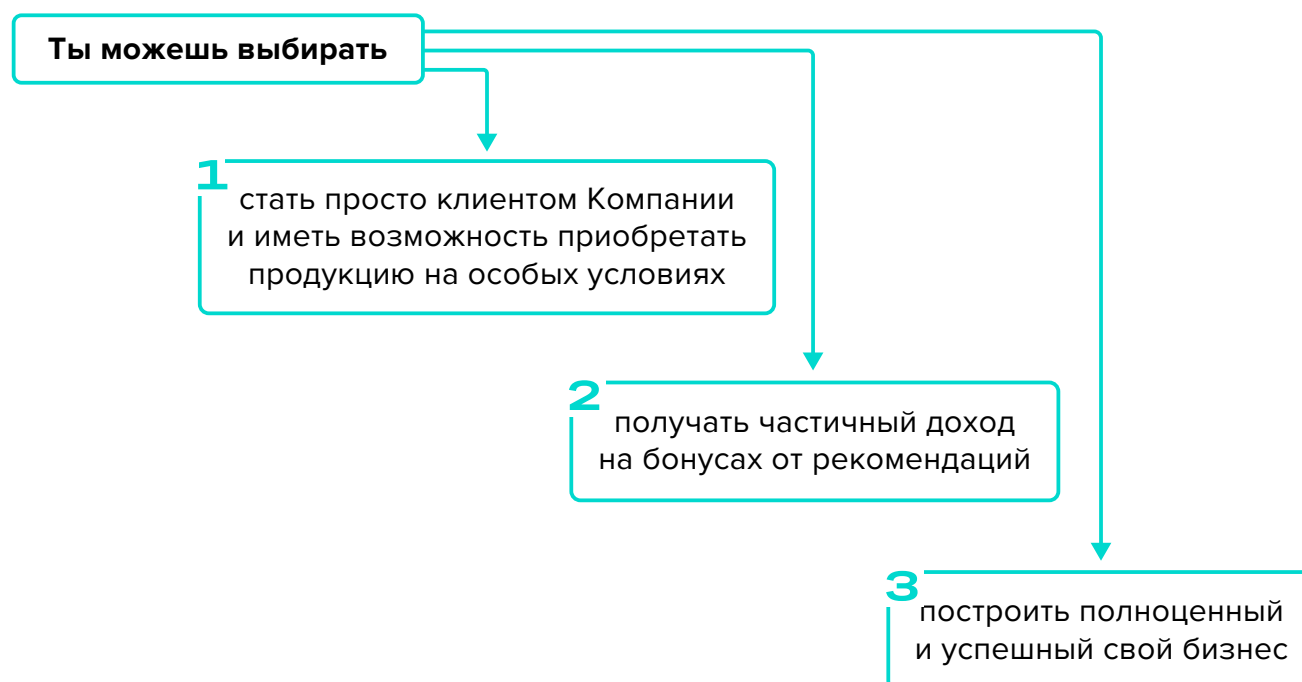 Ты можешь выбирать
1
стать просто клиентом Компании
и иметь возможность приобретать
продукцию на особых условиях
2
получать частичный доход
на бонусах от рекомендаций
3
построить полноценный
и успешный свой бизнес